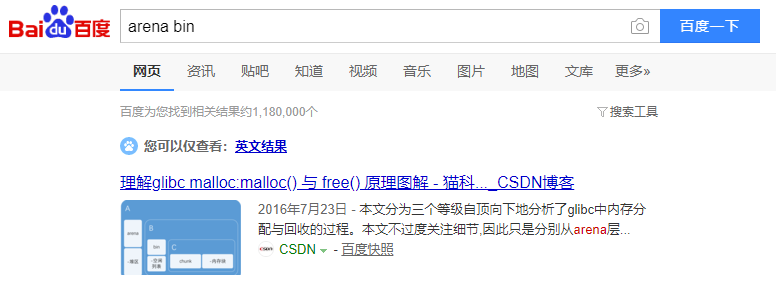 Bai du 百度
arena bin
百度一下
网页 资讯 贴吧 知道 视频 音乐 图片 地图 文库 更多»
百度为您找到相关结果约1,180,000个
搜索工具
您可以仅查看：英文结果
理解glibc malloc:malloc() 与 free() 原理图解 - 猫科..._CSDN博客
2016年7月23日 - 本文分为三个等级自顶向下地分析了glibc中内存分
配与回收的过程。本文不过度关注细节,因此只是分别从arena层...
CSDN - 百度快照
A
B
C
arena
bin
-堆区
-空闲
列表
chunk
-内存块